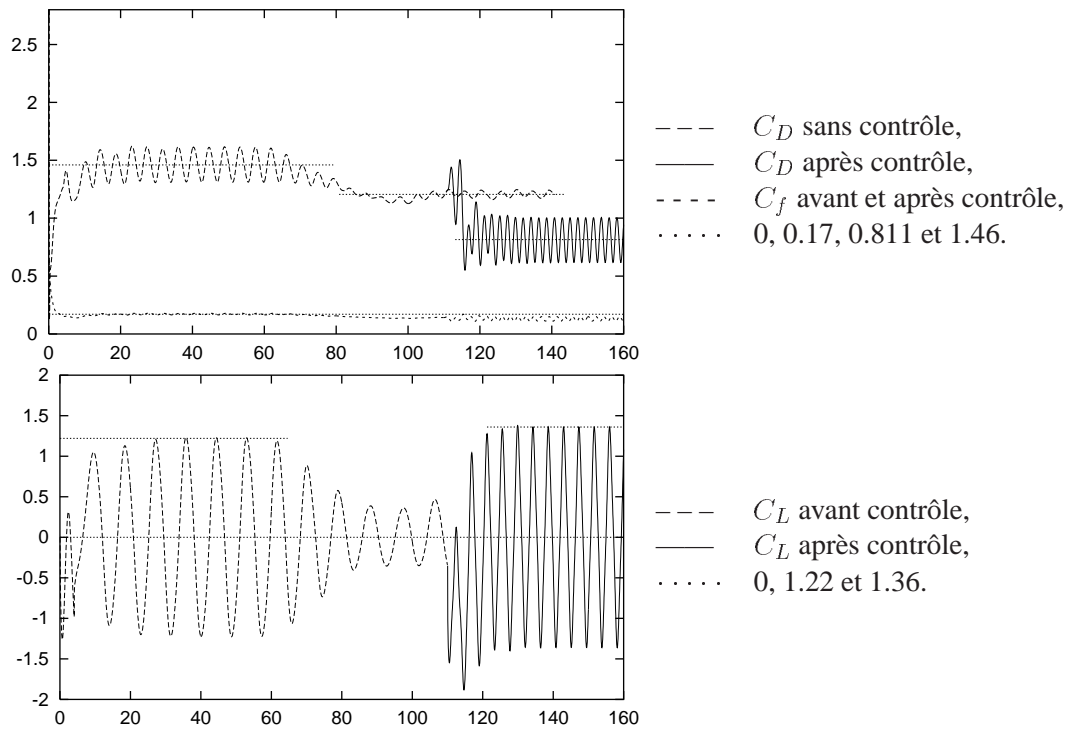 2.5
2
1.5
1
0.5
0
0 20 40 60 80 100 120 140 160
C_D sans contrôle,
C_D après contrôle,
C_f avant et après contrôle,
0, 0.17, 0.811 et 1.46.
2
1.5
1
0.5
0
-0.5
-1
-1.5
-2
0 20 40 60 80 100 120 140 160
C_L avant contrôle,
C_L après contrôle,
0, 1.22 et 1.36.